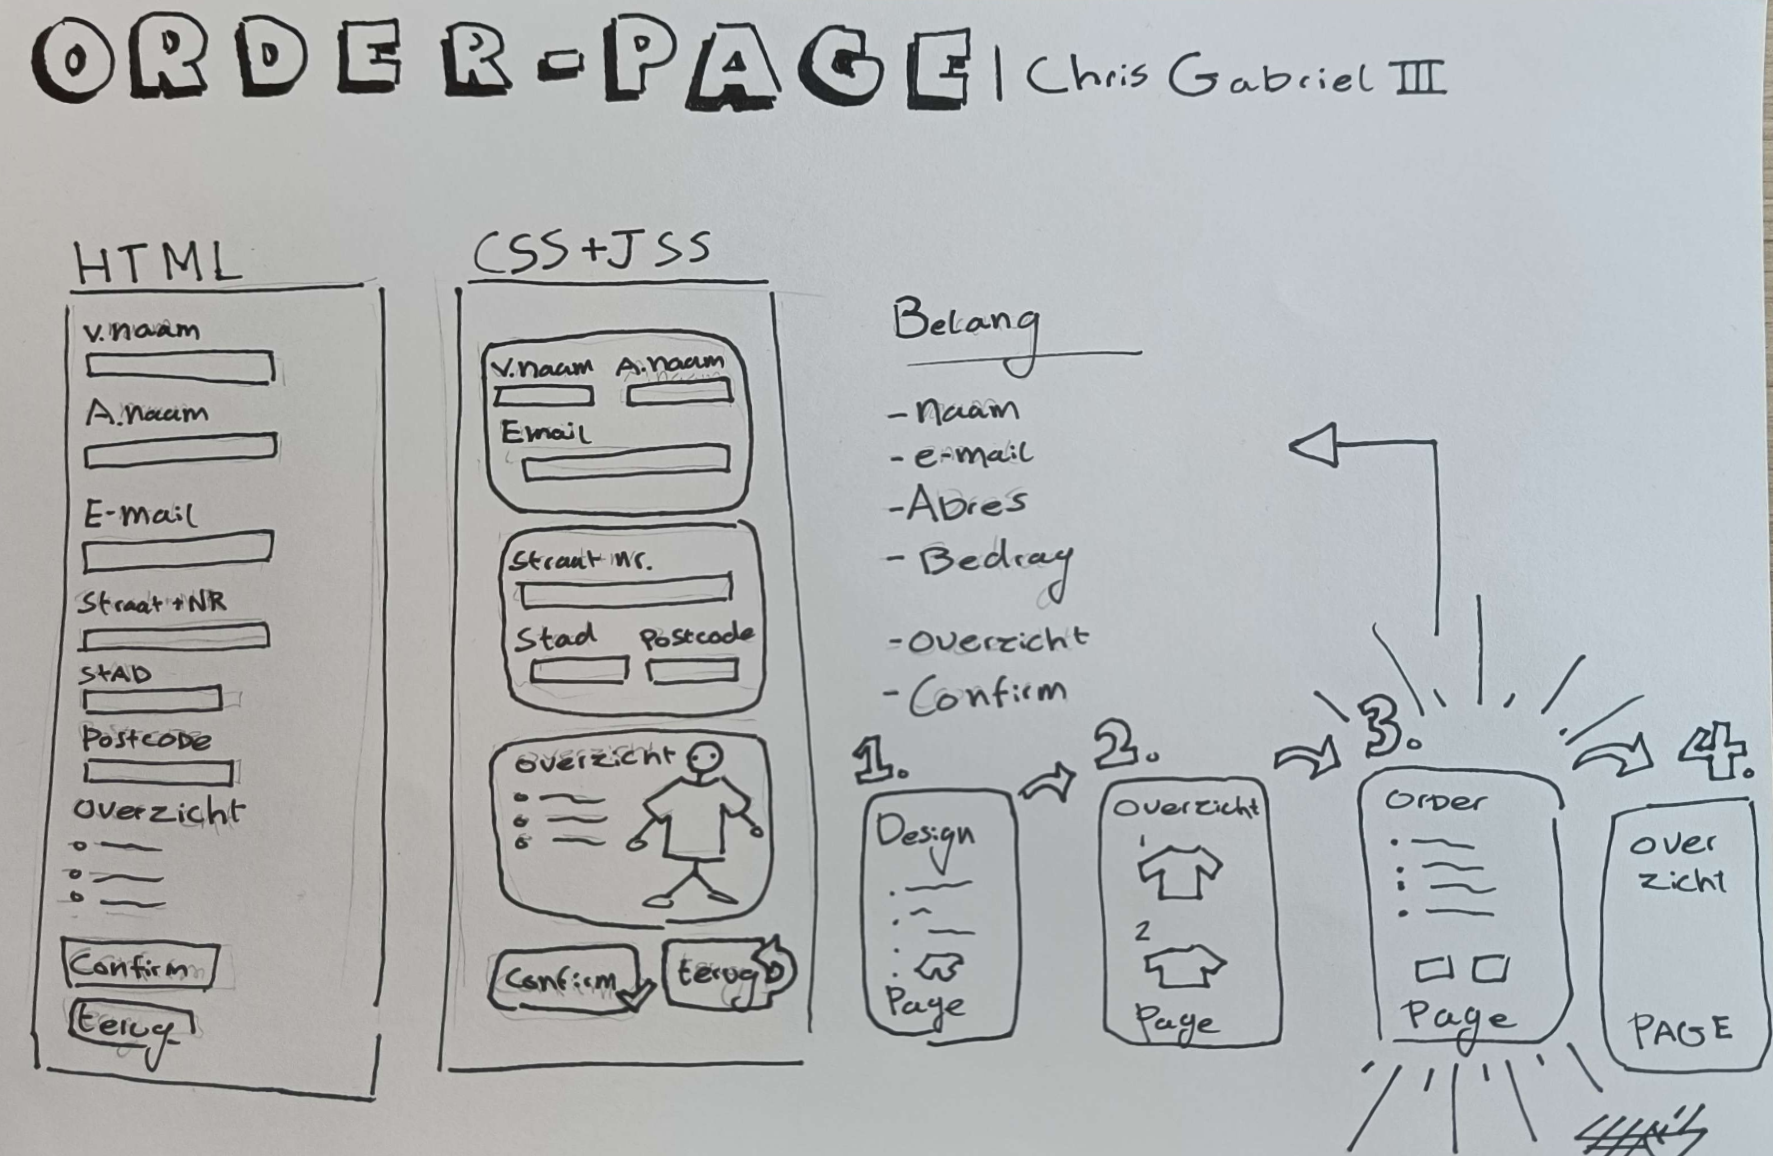 ORDER-PAGE | Chris Gabriel III
HTML
V.naam
A.naam
E-mail
Straat+NR
StAD
Postcode
Overzicht
Confirm
terug
CSS+JSS
V.naam A.naam
Email
Straat nr.
Stad Postcode
Overzicht
Confirm terug
Belang
- naam
- e-mail
- Adres
- Bedrag
- Overzicht
- Confirm
1.
Design
Page
2.
Overzicht
1
2
Page
3.
Order
Page
4.
over
zicht
PAGE